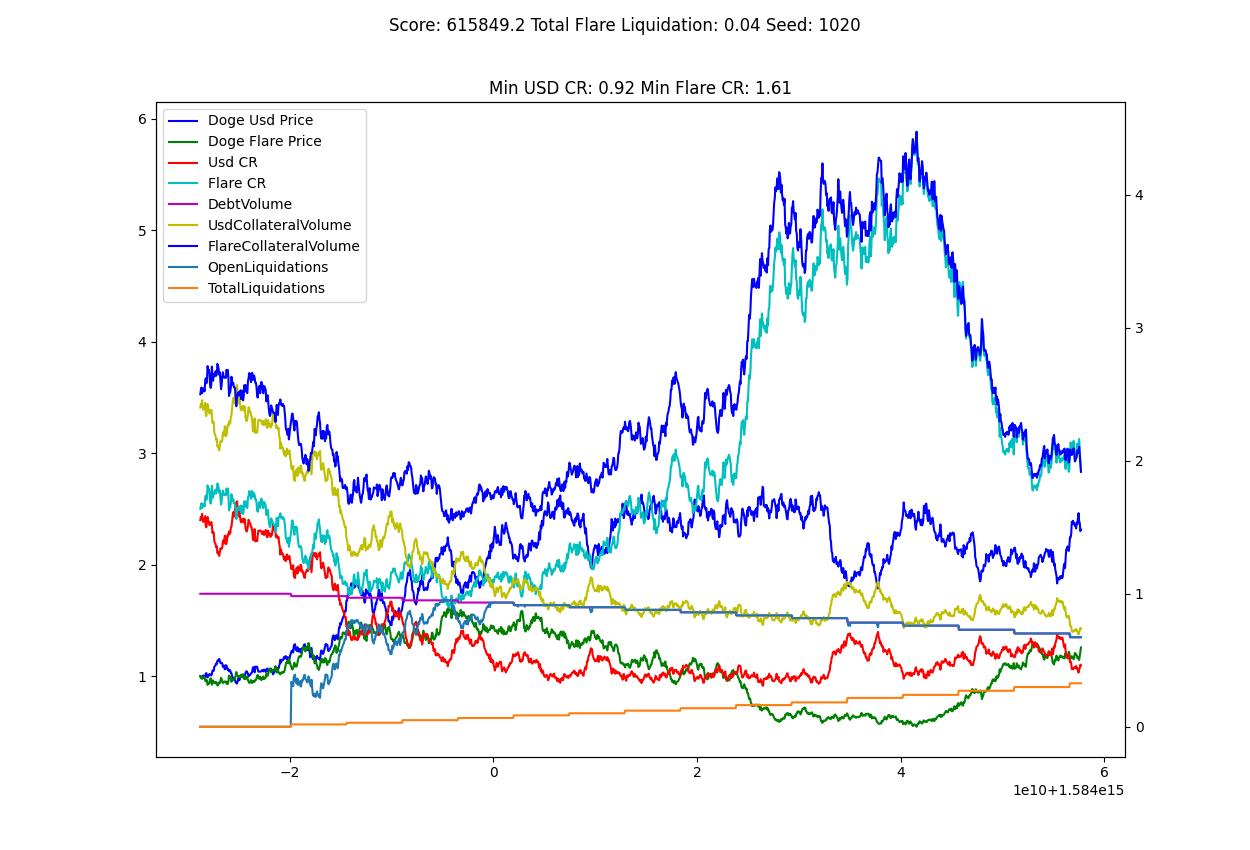 Score: 615849.2 Total Flare Liquidation: 0.04 Seed: 1020
Min USD CR: 0.92 Min Flare CR: 1.61
Doge Usd Price
Doge Flare Price
Usd CR
Flare CR
DebtVolume
UsdCollateralVolume
FlareCollateralVolume
OpenLiquidations
TotalLiquidations
6
5
4
3
2
1
4
3
2
1
0
−2
0
2
4
6
1e10+1.584e15